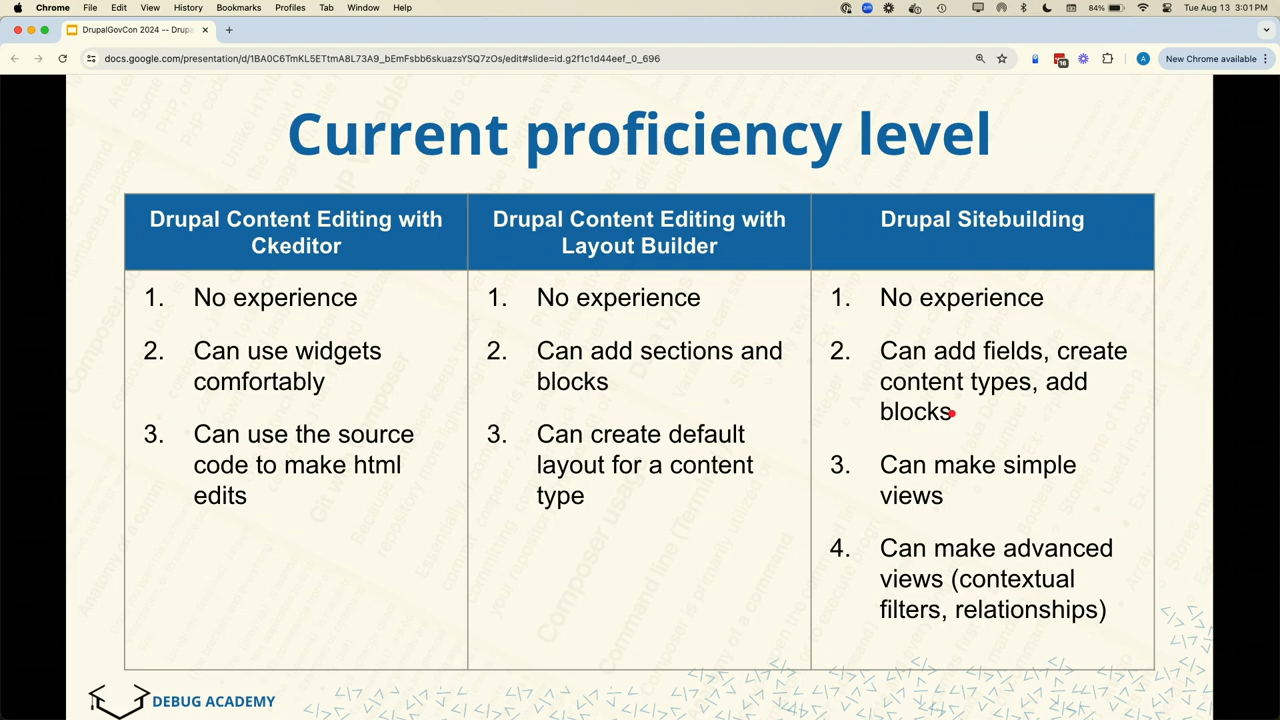 Chrome File Edit View History Bookmarks Profiles Tab Window Help
84% Tue Aug 13 3:01 PM
DrupalGovCon 2024 -- Drupa
docs.google.com/presentation/d/1BA0C6TmKL5ETtmA8L73A9_bEmFsbb6skuazsYSQ7zOs/edit#slide=id.g2f1c1d44eef_0_696
16
A
New Chrome available
Current proficiency level
Drupal Content Editing with
Ckeditor
1. No experience
2. Can use widgets
comfortably
3. Can use the source
code to make html
edits
Drupal Content Editing with
Layout Builder
1. No experience
2. Can add sections and
blocks
3. Can create default
layout for a content
type
Drupal Sitebuilding
1. No experience
2. Can add fields, create
content types, add
blocks
3. Can make simple
views
4. Can make advanced
views (contextual
filters, relationships)
DEBUG ACADEMY